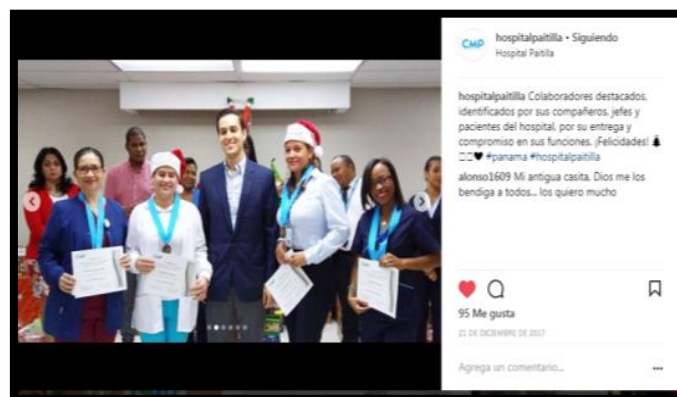 CMP
hospitalpaitilla • Siguiendo
Hospital Paitilla
hospitalpaitilla Colaboradores destacados,
identificados por sus compañeros, jefes y
pacientes del hospital, por su entrega y
compromiso en sus funciones. ¡Felicidades!
#panama #hospitalpaitilla
alonso1609 Mi antigua casita, Dios me los
bendiga a todos... los quiero mucho
95 Me gusta
21 DE DICIEMBRE DE 2017
Agrega un comentario...